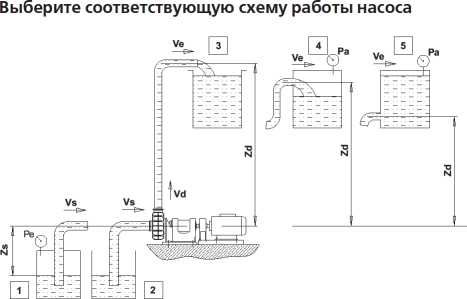 Выберите соответствующую схему работы насоса
Ve 3 Ve 4 Pa Ve 5 Pa
Zd Zd Zd
Vd
Vs Vs
Pe
Zs
1 2